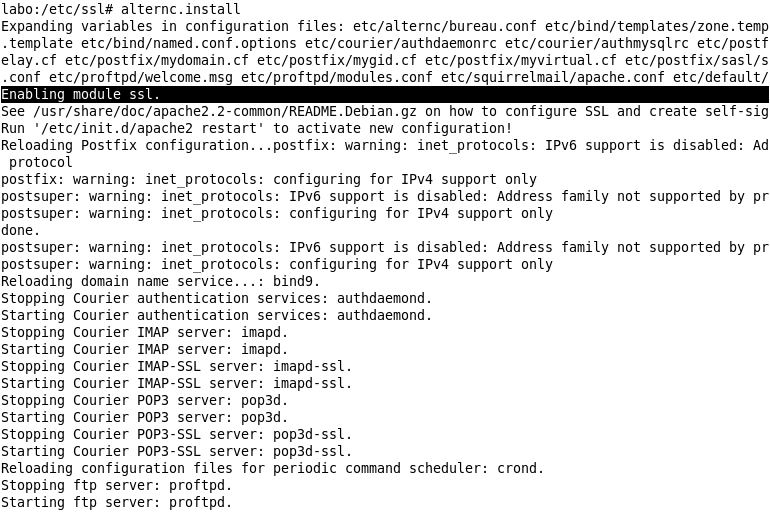 labo:/etc/ssl# alternc.install
Expanding variables in configuration files: etc/alternc/bureau.conf etc/bind/templates/zone.temp
.template etc/bind/named.conf.options etc/courier/authdaemonrc etc/courier/authmysqlrc etc/postf
elay.cf etc/postfix/mydomain.cf etc/postfix/mygid.cf etc/postfix/myvirtual.cf etc/postfix/sasl/s
.conf etc/proftpd/welcome.msg etc/proftpd/modules.conf etc/squirrelmail/apache.conf etc/default/
Enabling module ssl.
See /usr/share/doc/apache2.2-common/README.Debian.gz on how to configure SSL and create self-sig
Run '/etc/init.d/apache2 restart' to activate new configuration!
Reloading Postfix configuration...postfix: warning: inet_protocols: IPv6 support is disabled: Ad
 protocol
postfix: warning: inet_protocols: configuring for IPv4 support only
postsuper: warning: inet_protocols: IPv6 support is disabled: Address family not supported by pr
postsuper: warning: inet_protocols: configuring for IPv4 support only
done.
postsuper: warning: inet_protocols: IPv6 support is disabled: Address family not supported by pr
postsuper: warning: inet_protocols: configuring for IPv4 support only
Reloading domain name service...: bind9.
Stopping Courier authentication services: authdaemond.
Starting Courier authentication services: authdaemond.
Stopping Courier IMAP server: imapd.
Starting Courier IMAP server: imapd.
Stopping Courier IMAP-SSL server: imapd-ssl.
Starting Courier IMAP-SSL server: imapd-ssl.
Stopping Courier POP3 server: pop3d.
Starting Courier POP3 server: pop3d.
Stopping Courier POP3-SSL server: pop3d-ssl.
Starting Courier POP3-SSL server: pop3d-ssl.
Reloading configuration files for periodic command scheduler: crond.
Stopping ftp server: proftpd.
Starting ftp server: proftpd.